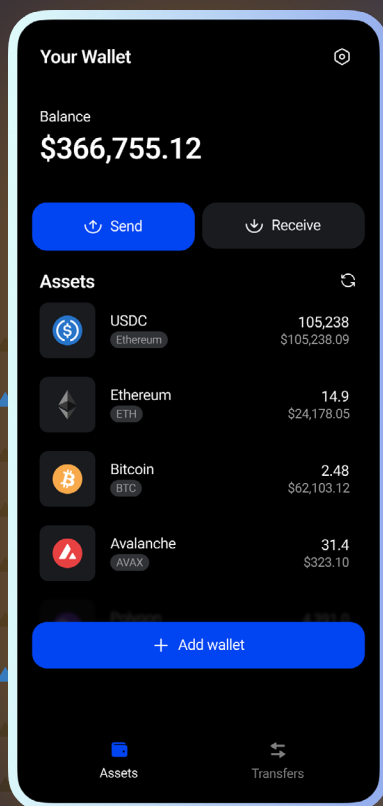 Your Wallet
Balance
$366,755.12
Send
Receive
Assets
USDC
105,238
Ethereum
$105,238.09
Ethereum
14.9
ETH
$24,178.05
Bitcoin
2.48
BTC
$62,103.12
Avalanche
31.4
AVAX
$323.10
Polygon
+ Add wallet
Assets
Transfers